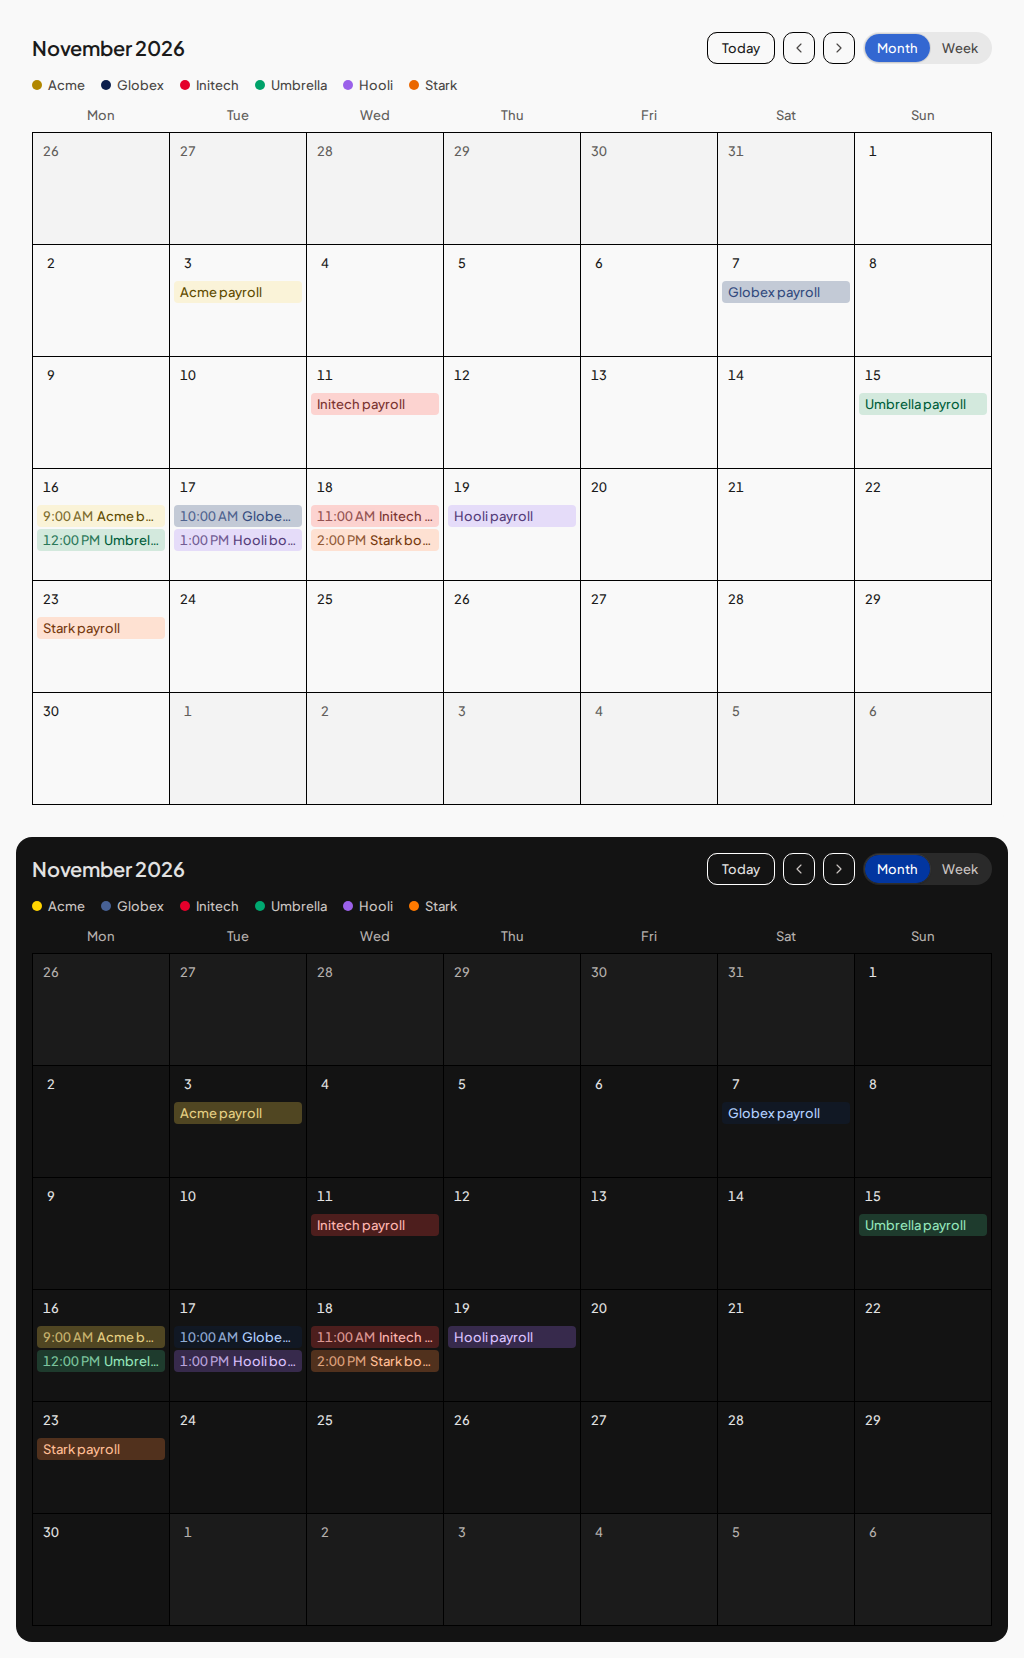 November 2026
Today
Month Week
Acme Globex Initech Umbrella Hooli Stark
Mon Tue Wed Thu Fri Sat Sun
26 27 28 29 30 31 1
2 3 4 5 6 7 8
Acme payroll Globex payroll
9 10 11 12 13 14 15
Initech payroll Umbrella payroll
16 17 18 19 20 21 22
9:00 AM Acme b... 10:00 AM Globe... 11:00 AM Initech ... Hooli payroll
12:00 PM Umbrel... 1:00 PM Hooli bo... 2:00 PM Stark bo...
23 24 25 26 27 28 29
Stark payroll
30 1 2 3 4 5 6
November 2026
Today
Month Week
Acme Globex Initech Umbrella Hooli Stark
Mon Tue Wed Thu Fri Sat Sun
26 27 28 29 30 31 1
2 3 4 5 6 7 8
Acme payroll Globex payroll
9 10 11 12 13 14 15
Initech payroll Umbrella payroll
16 17 18 19 20 21 22
9:00 AM Acme b... 10:00 AM Globe... 11:00 AM Initech ... Hooli payroll
12:00 PM Umbrel... 1:00 PM Hooli bo... 2:00 PM Stark bo...
23 24 25 26 27 28 29
Stark payroll
30 1 2 3 4 5 6